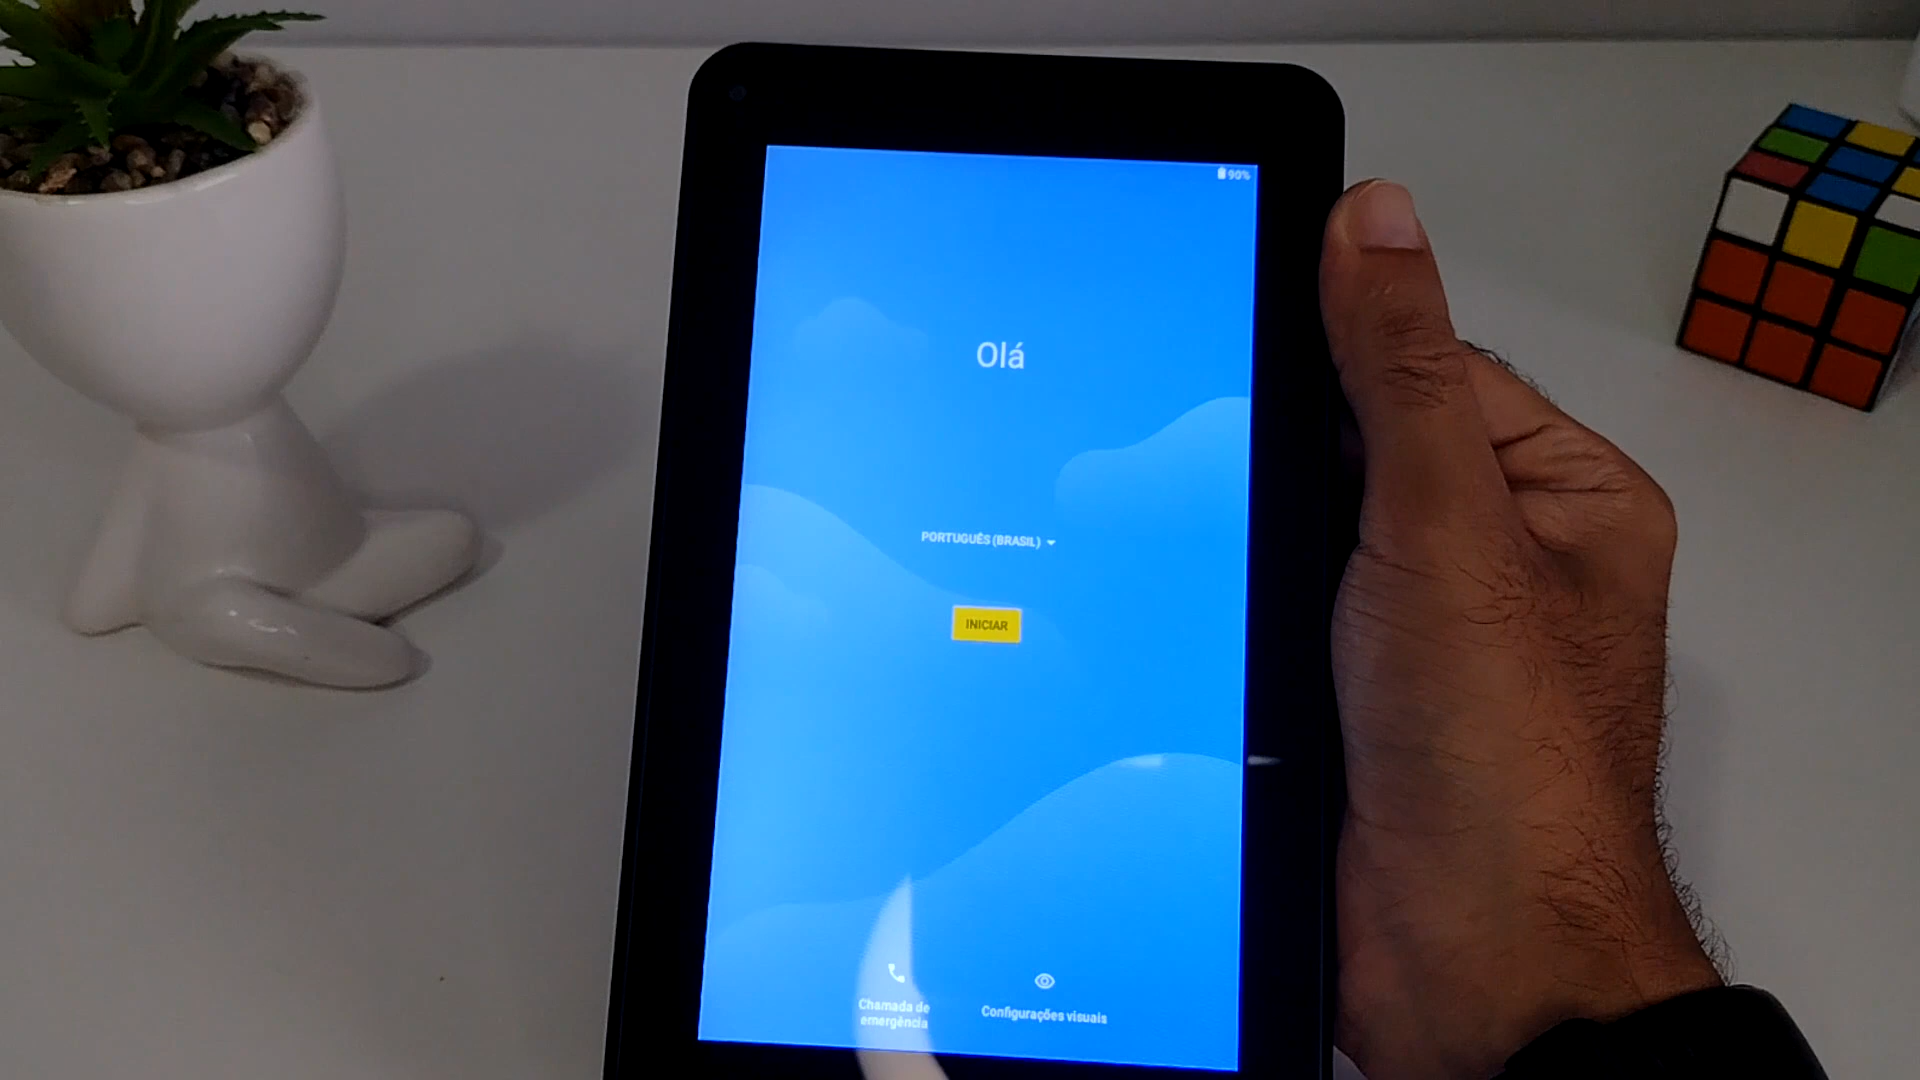 90%
Olá
PORTUGUÊS (BRASIL)
INICIAR
Chamada de
emergência
Configurações visuais